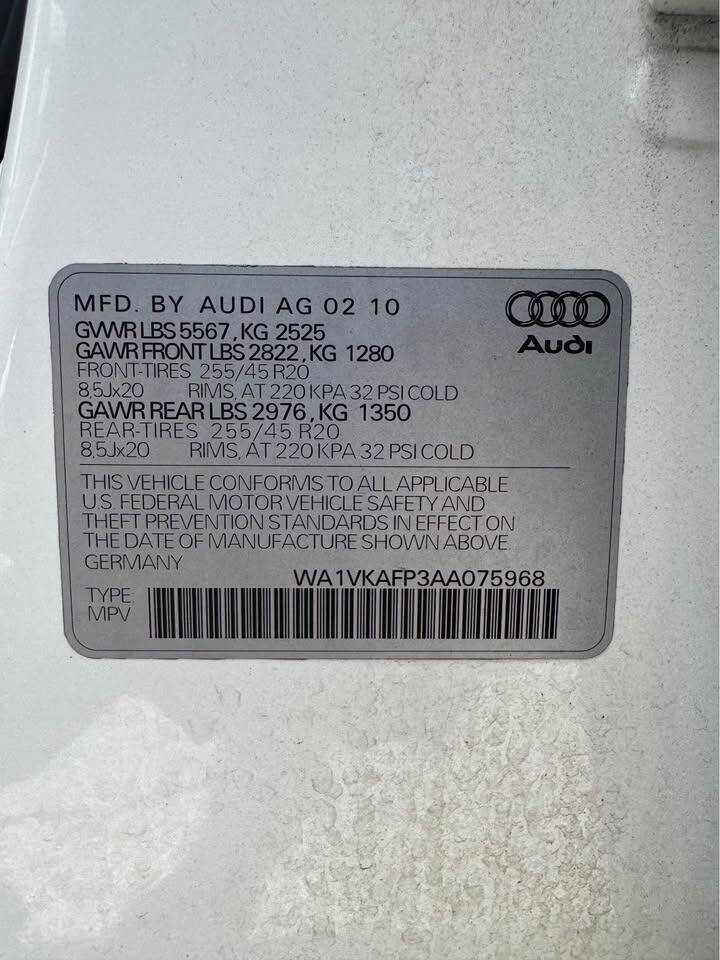 MFD. BY AUDI AG 02 10
GVWR LBS 5567, KG 2525
GAWR FRONT LBS 2822, KG 1280
FRONT-TIRES 255/45 R20
8,5Jx20 RIMS, AT 220 KPA 32 PSI COLD
GAWR REAR LBS 2976, KG 1350
REAR-TIRES 255/45 R20
8,5Jx20 RIMS, AT 220 KPA 32 PSI COLD
Audi
THIS VEHICLE CONFORMS TO ALL APPLICABLE
U.S. FEDERAL MOTOR VEHICLE SAFETY AND
THEFT PREVENTION STANDARDS IN EFFECT ON
THE DATE OF MANUFACTURE SHOWN ABOVE.
GERMANY
WA1VKAFP3AA075968
TYPE:
MPV